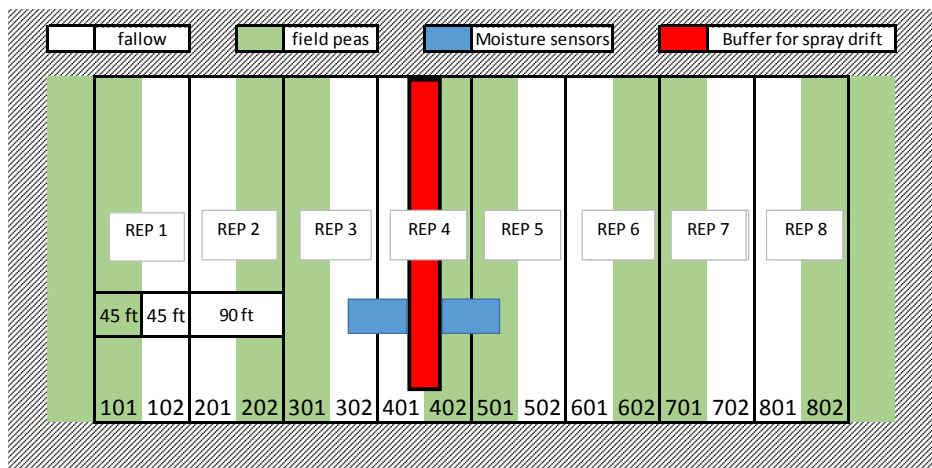 fallow field peas Moisture sensors Buffer for spray drift
REP 1 REP 2 REP 3 REP 4 REP 5 REP 6 REP 7 REP 8
45 ft 45 ft 90 ft
101 102 201 202 301 302 401 402 501 502 601 602 701 702 801 802